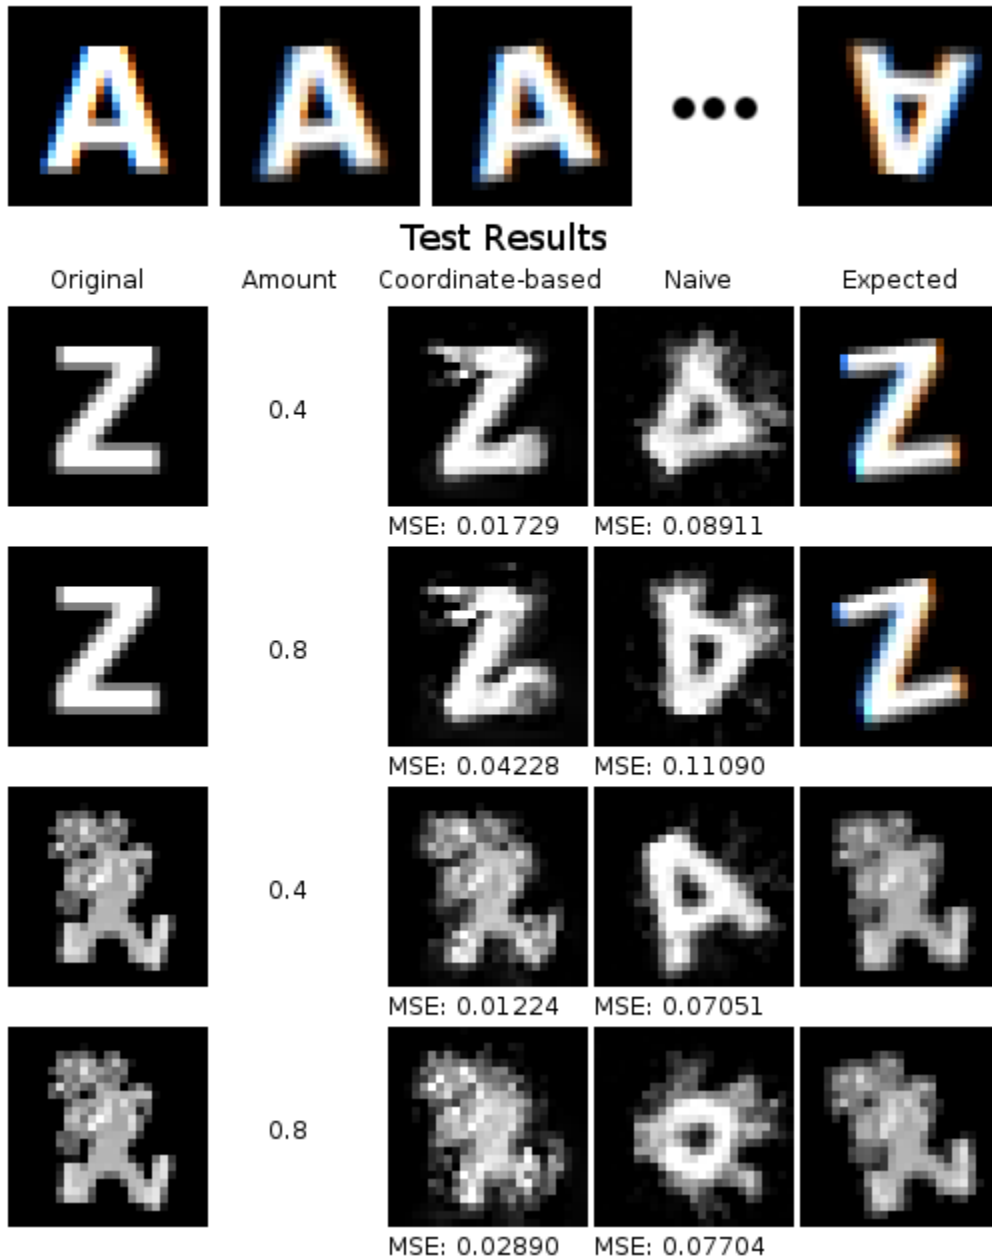 A A A ••• A
Test Results
Original Amount Coordinate-based Naive Expected
Z 0.4 Z A Z
MSE: 0.01729 MSE: 0.08911
Z 0.8 Z A Z
MSE: 0.04228 MSE: 0.11090
0.4 A
MSE: 0.01224 MSE: 0.07051
0.8
MSE: 0.02890 MSE: 0.07704